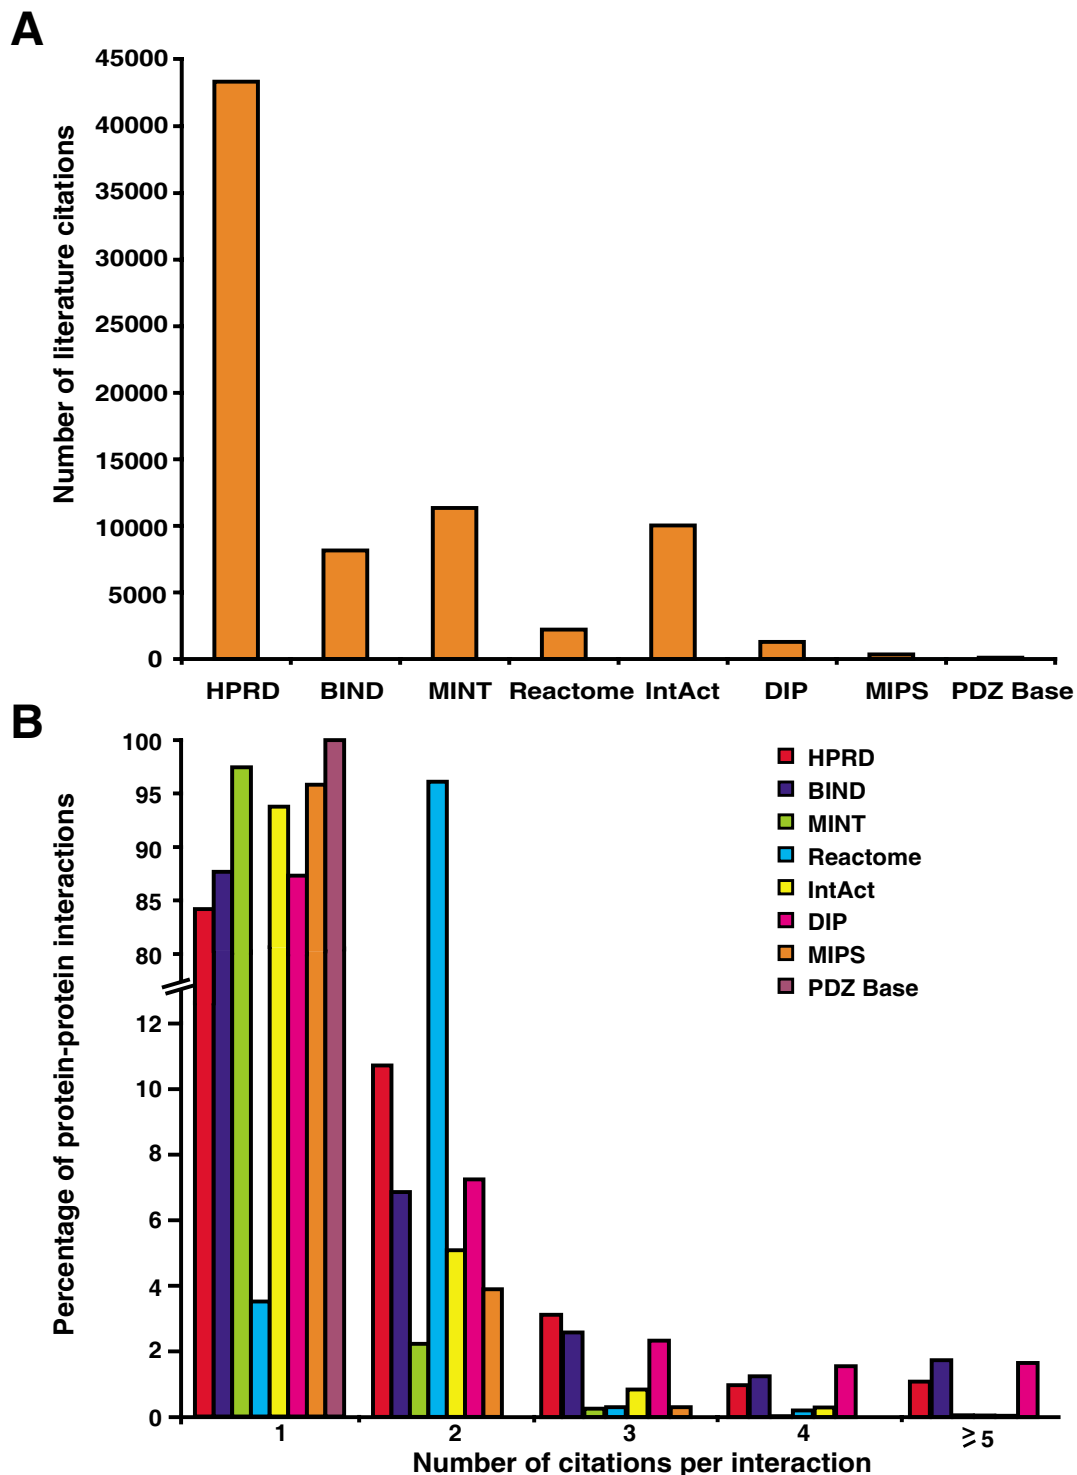 A
Number of literature citations
45000
40000
35000
30000
25000
20000
15000
10000
5000
0
HPRD BIND MINT Reactome IntAct DIP MIPS PDZ Base
B
Percentage of protein-protein interactions
100
95
90
85
80
12
10
8
6
4
2
0
HPRD
BIND
MINT
Reactome
IntAct
DIP
MIPS
PDZ Base
1 2 3 4 ≥5
Number of citations per interaction